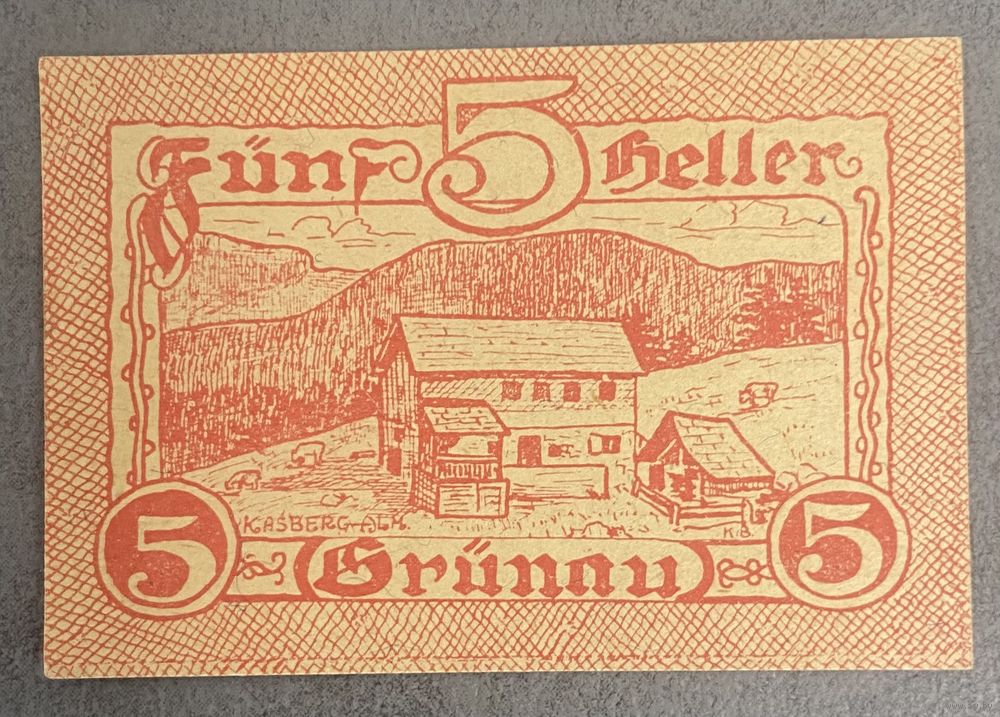 Fünf 5 Heller
KASBERG-ALM.
K.B.
5 Grünau 5